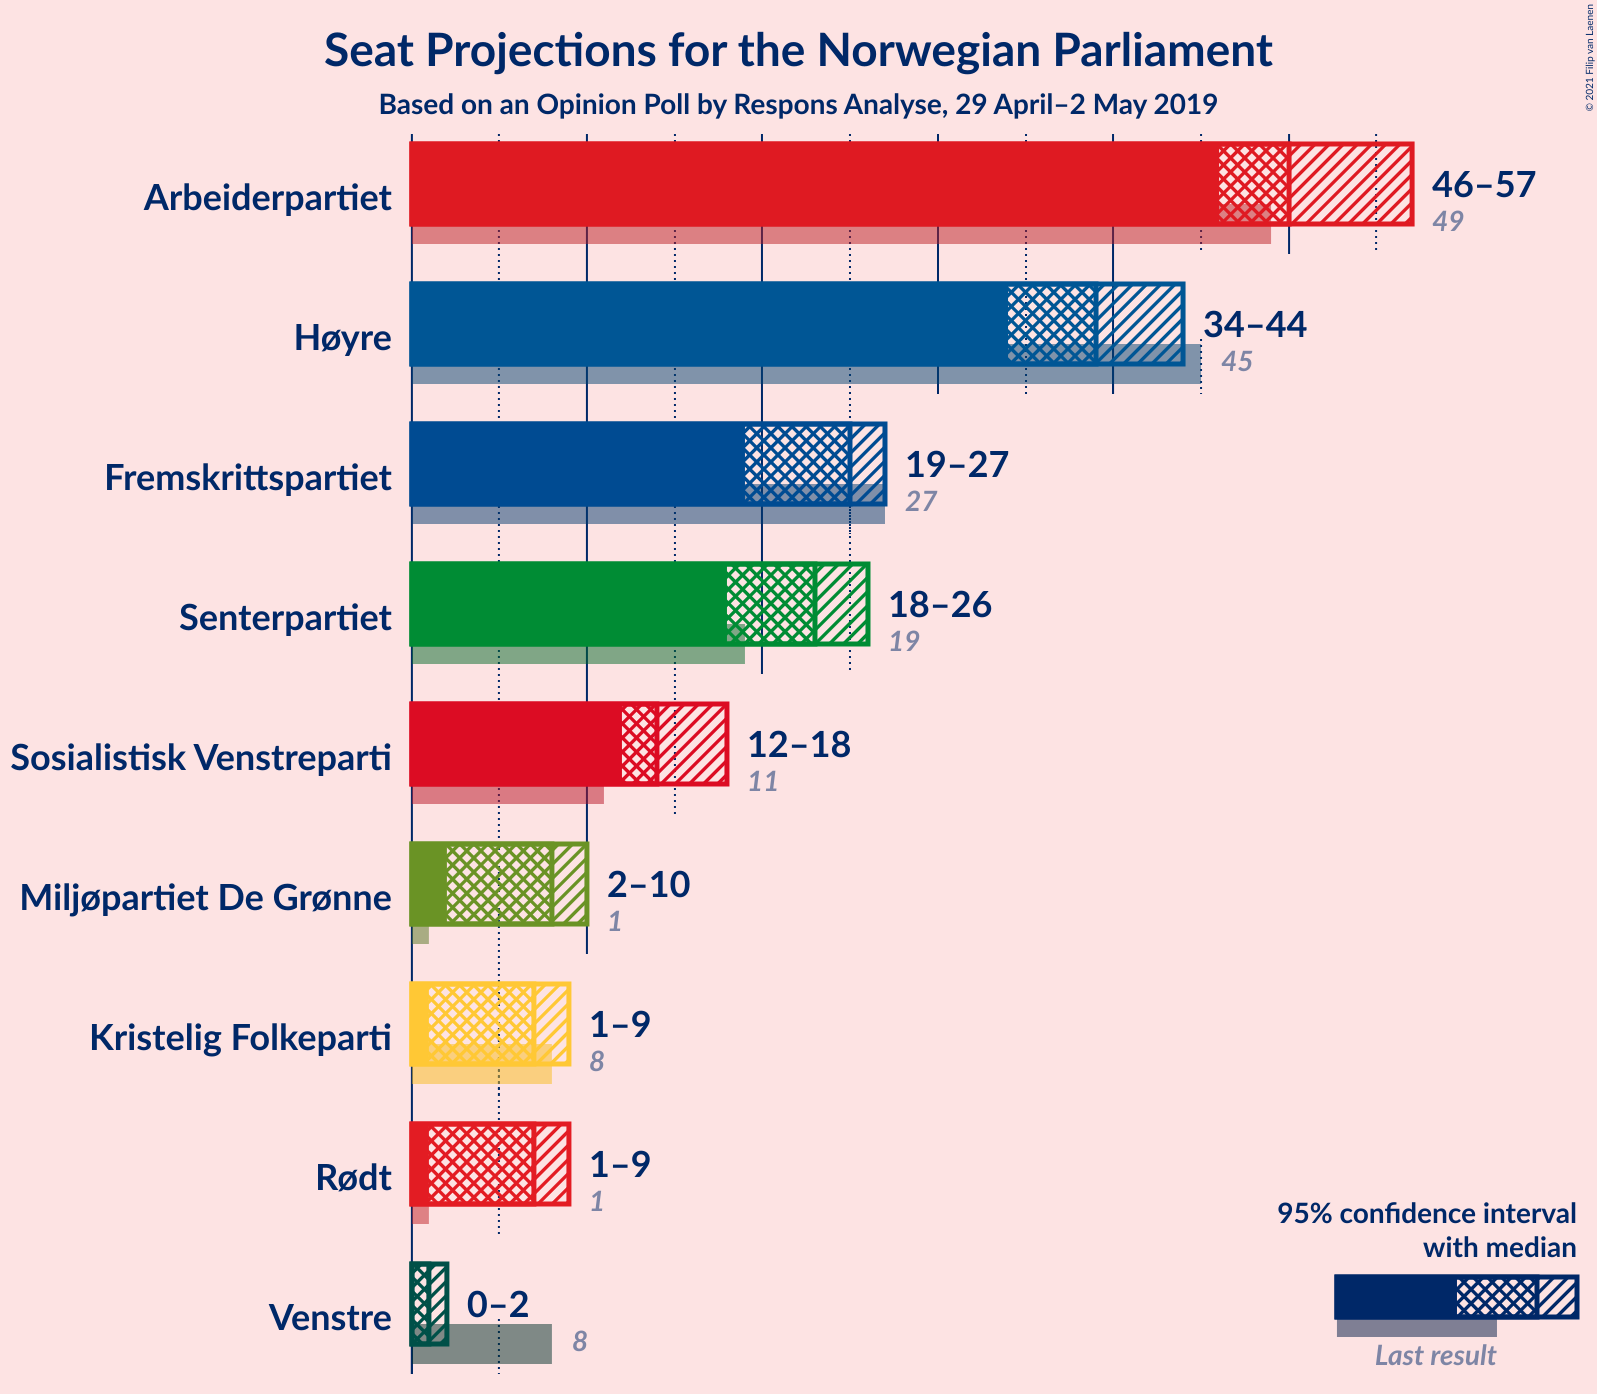 Seat Projections for the Norwegian Parliament
Based on an Opinion Poll by Respons Analyse, 29 April–2 May 2019
© 2021 Filip van Laenen
Arbeiderpartiet
46–57
49
Høyre
34–44
45
Fremskrittspartiet
19–27
27
Senterpartiet
18–26
19
Sosialistisk Venstreparti
12–18
11
Miljøpartiet De Grønne
2–10
1
Kristelig Folkeparti
1–9
8
Rødt
1–9
1
Venstre
0–2
8
95% confidence interval
with median
Last result